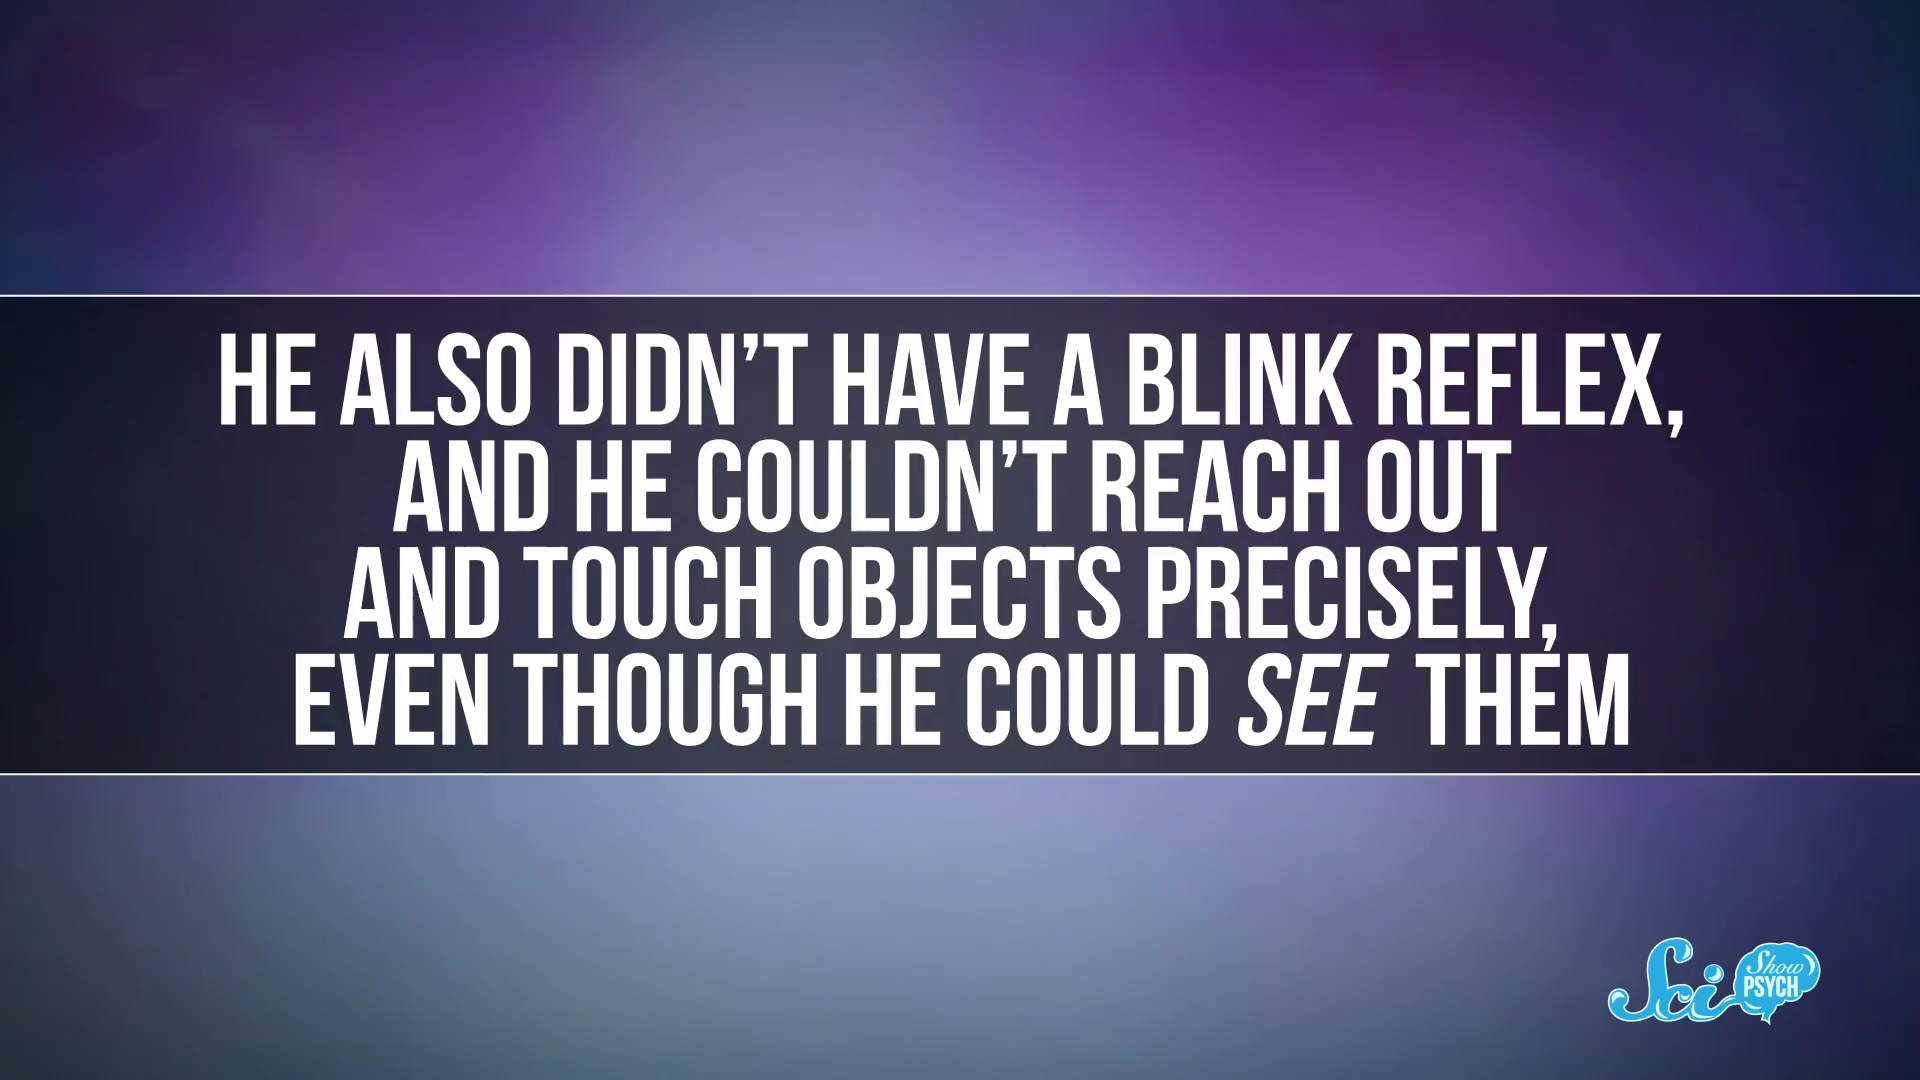 HE ALSO DIDN’T HAVE A BLINK REFLEX,
AND HE COULDN’T REACH OUT
AND TOUCH OBJECTS PRECISELY,
EVEN THOUGH HE COULD SEE THEM
Sci Show
PSYCH